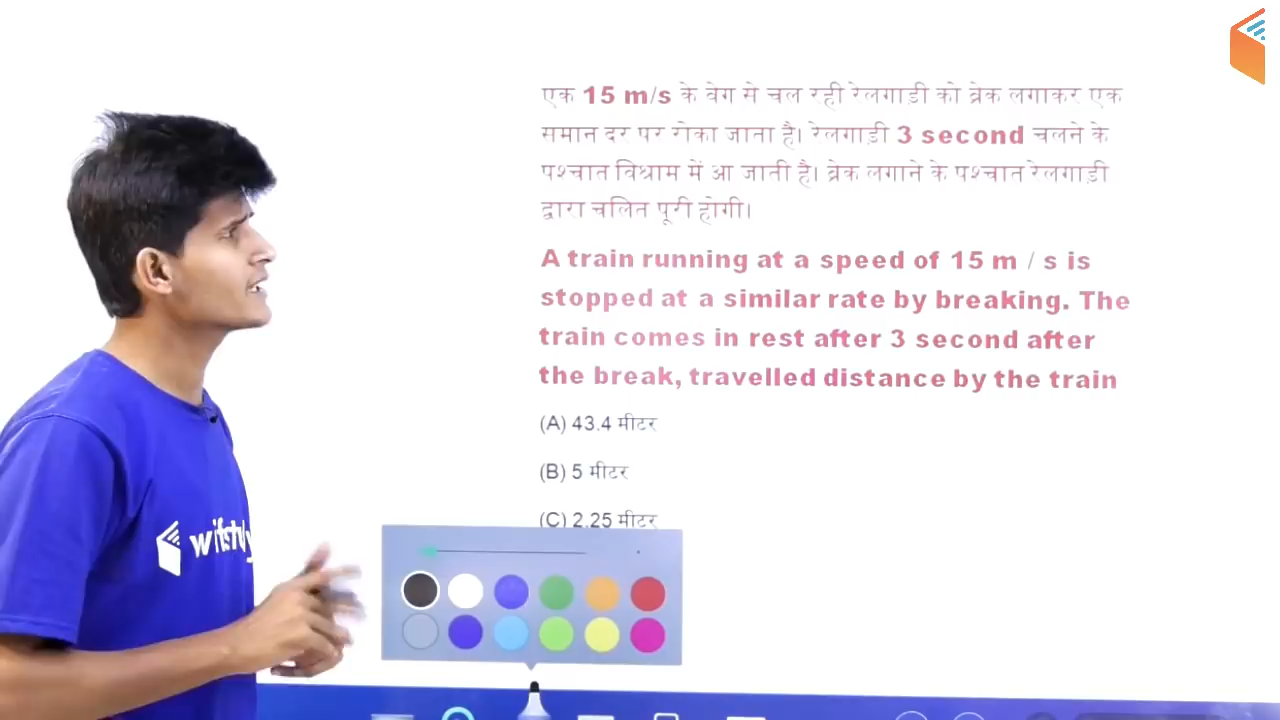 एक 15 m/s के वेग से चल रही रेलगाड़ी को ब्रेक लगाकर एक
समान दर पर रोका जाता है। रेलगाड़ी 3 second चलने के
पश्चात विश्राम में आ जाती है। ब्रेक लगाने के पश्चात रेलगाड़ी
द्वारा चलित पूरी होगी।
A train running at a speed of 15 m / s is
stopped at a similar rate by breaking. The
train comes in rest after 3 second after
the break, travelled distance by the train
(A) 43.4 मीटर
(B) 5 मीटर
(C) 2.25 मीटर
wifistudy